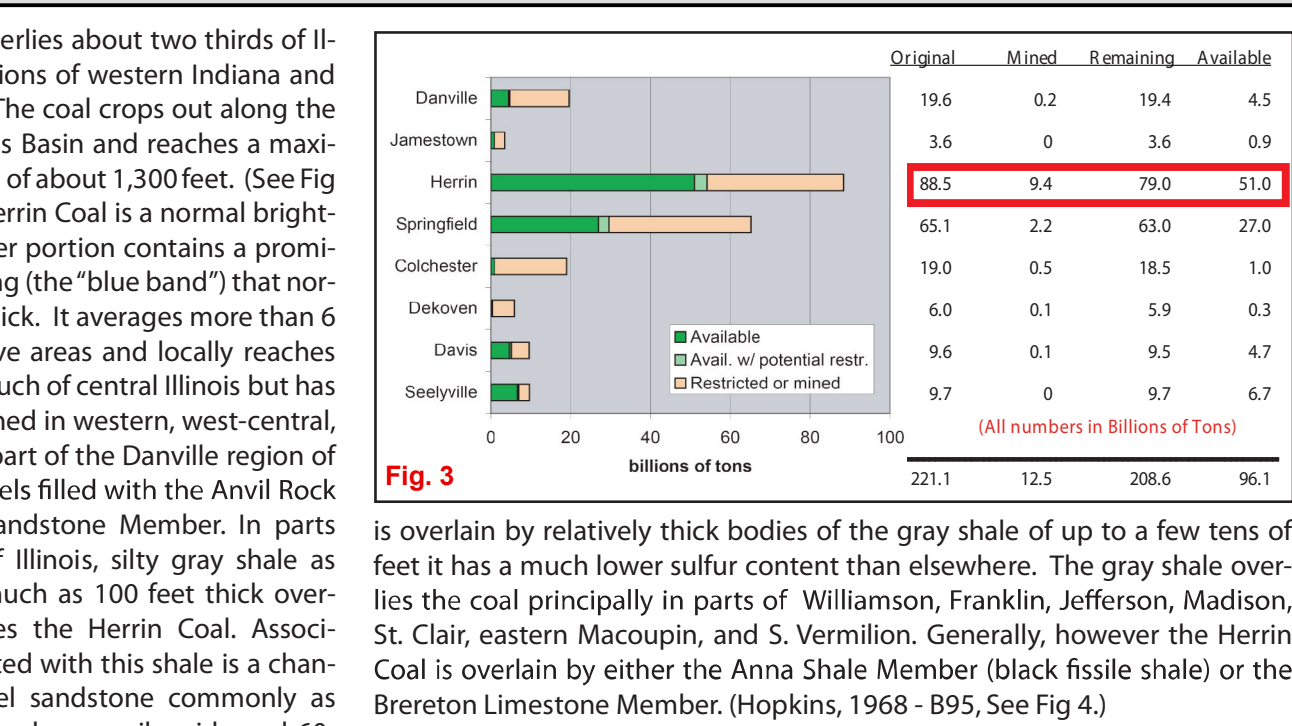 erlies about two thirds of Il-
ions of western Indiana and
The coal crops out along the
s Basin and reaches a maxi-
of about 1,300 feet. (See Fig
errin Coal is a normal bright-
er portion contains a promi-
ng (the “blue band”) that nor-
ick. It averages more than 6
ve areas and locally reaches
uch of central Illinois but has
ned in western, west-central,
part of the Danville region of
els filled with the Anvil Rock
andstone Member. In parts
f Illinois, silty gray shale as
nuch as 100 feet thick over-
es the Herrin Coal. Associ-
ted with this shale is a chan-
el sandstone commonly as
Original Mined Remaining Available
Danville 19.6 0.2 19.4 4.5
Jamestown 3.6 0 3.6 0.9
Herrin 88.5 9.4 79.0 51.0
Springfield 65.1 2.2 63.0 27.0
Colchester 19.0 0.5 18.5 1.0
Dekoven 6.0 0.1 5.9 0.3
Davis 9.6 0.1 9.5 4.7
Seelyville 9.7 0 9.7 6.7
Available
Avail. w/ potential restr.
Restricted or mined
0 20 40 60 80 100
billions of tons
(All numbers in Billions of Tons)
Fig. 3
221.1 12.5 208.6 96.1
is overlain by relatively thick bodies of the gray shale of up to a few tens of
feet it has a much lower sulfur content than elsewhere. The gray shale over-
lies the coal principally in parts of Williamson, Franklin, Jefferson, Madison,
St. Clair, eastern Macoupin, and S. Vermilion. Generally, however the Herrin
Coal is overlain by either the Anna Shale Member (black fissile shale) or the
Brereton Limestone Member. (Hopkins, 1968 - B95, See Fig 4.)